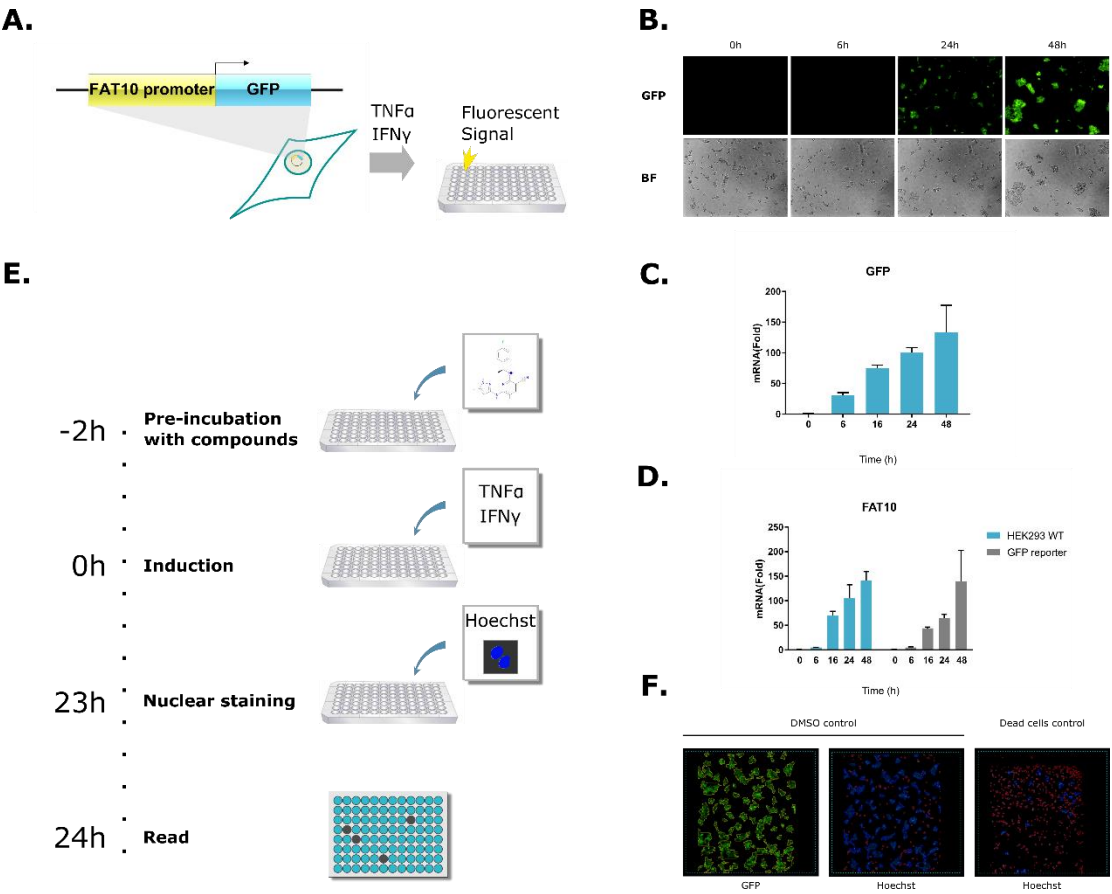 A.
FAT10 promoter
GFP
TNFα
IFNγ
Fluorescent
Signal
B.
0h
6h
24h
48h
GFP
BF
C.
GFP
mRNA(Fold)
200
150
100
50
0
0
6
16
24
48
Time (h)
D.
FAT10
mRNA(Fold)
250
200
150
100
50
0
0 6 16 24 48
0 6 16 24 48
Time (h)
HEK293 WT
GFP reporter
E.
-2h
Pre-incubation
with compounds
0h
Induction
TNFα
IFNγ
23h
Nuclear staining
Hoechst
24h
Read
F.
DMSO control
Dead cells control
GFP
Hoechst
Hoechst